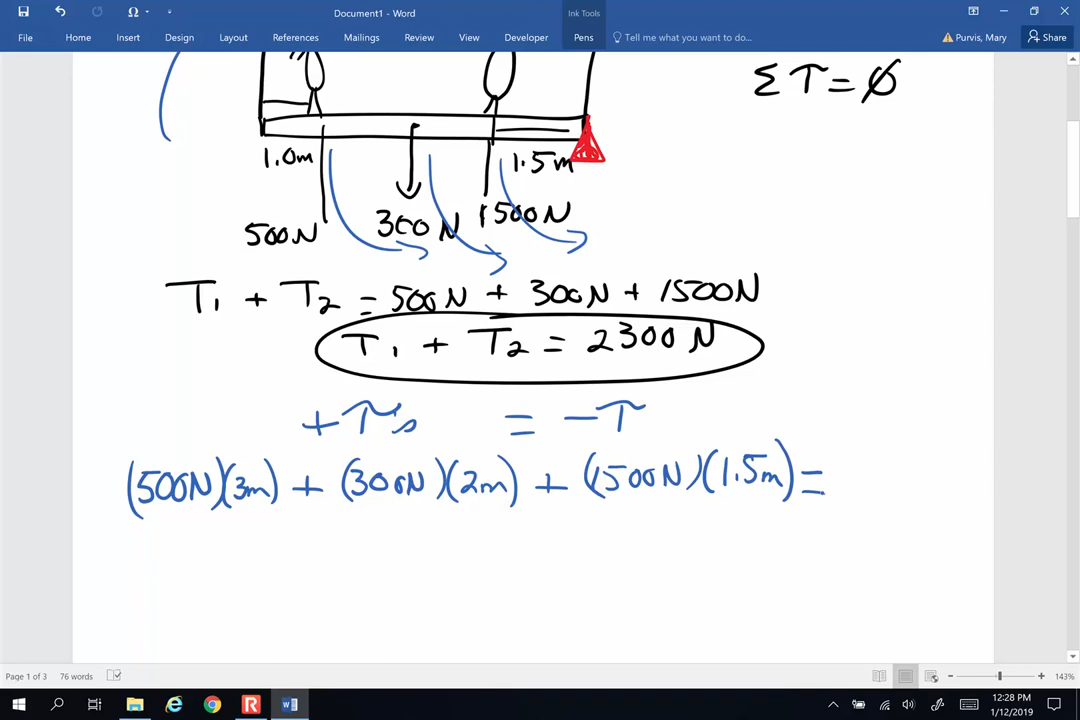 Document1 - Word
Ink Tools
File Home Insert Design Layout References Mailings Review View Developer Pens Tell me what you want to do... Purvis, Mary Share
Στ = 0
1.0m 1.5m
500N 300N 1500N
T1 + T2 = 500N + 300N + 1500N
T1 + T2 = 2300 N
+τ's = -τ
(500N)(3m) + (300N)(2m) + (1500N)(1.5m) =
Page 1 of 3 76 words 143%
12:28 PM
1/12/2019